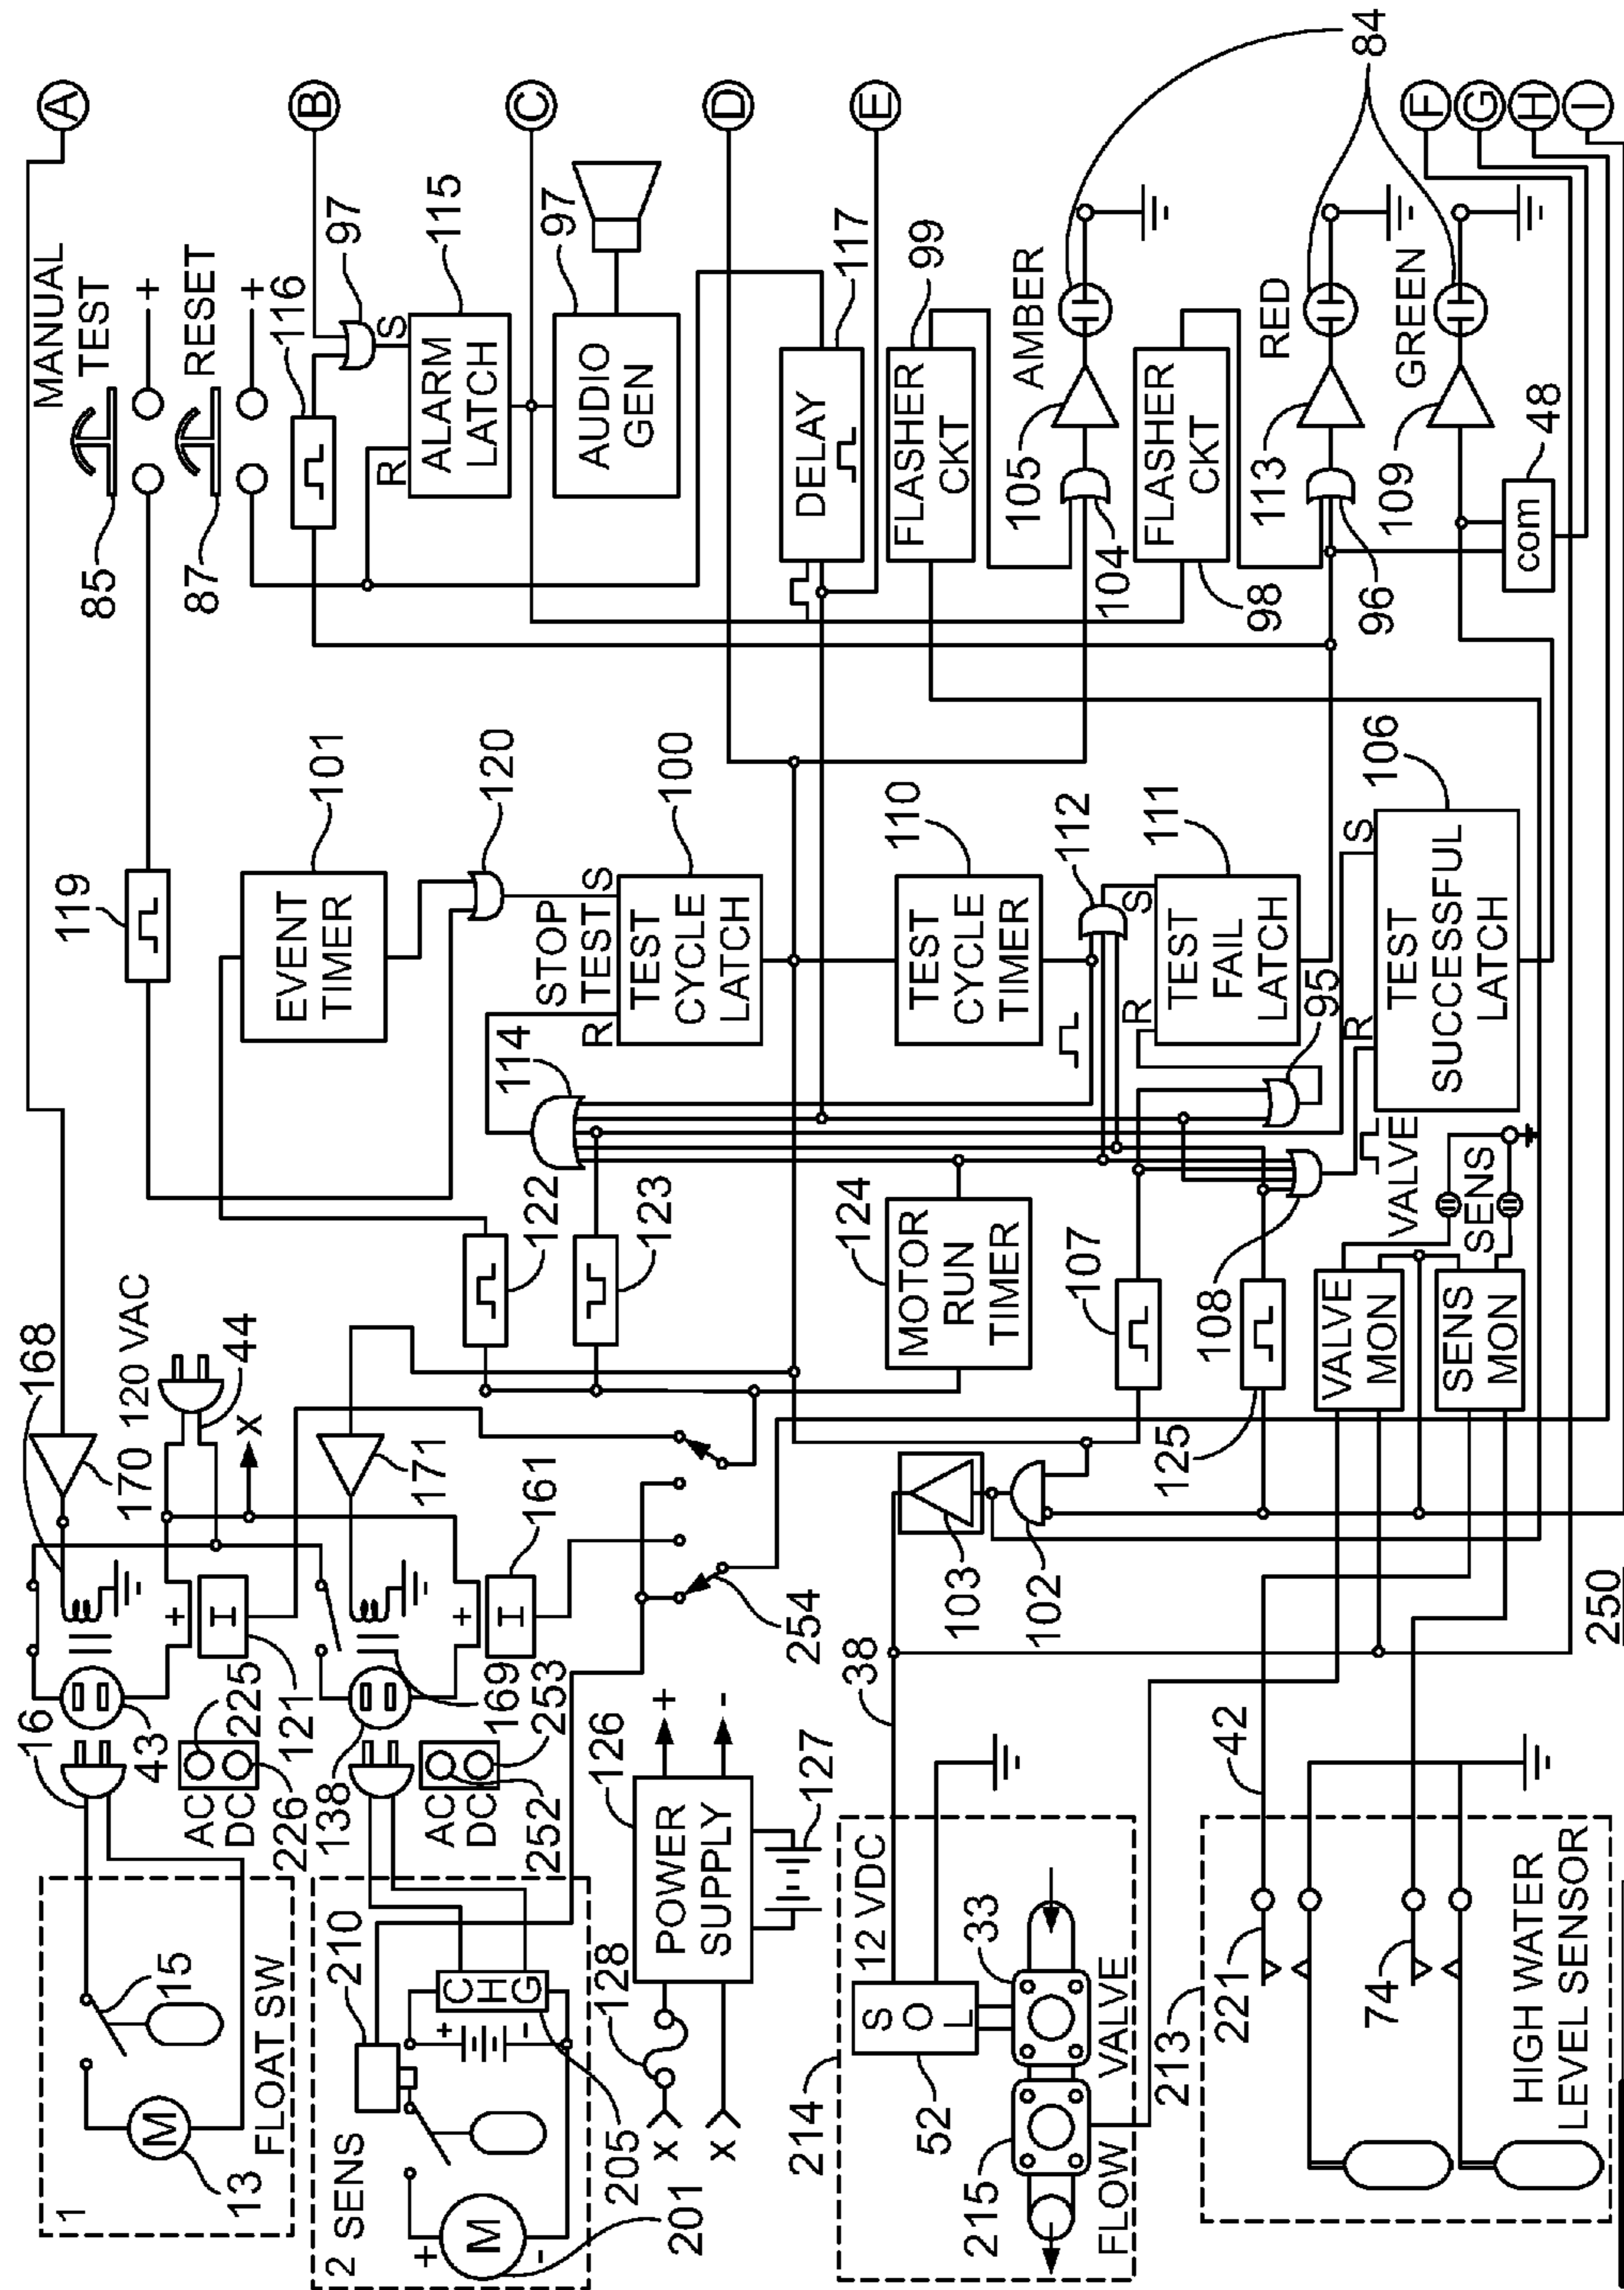 MANUAL
TEST
+
RESET
+
A
B
C
D
E
F
G
H
I
85
87
116
97
S
R
ALARM
LATCH
115
AUDIO
GEN
97
DELAY
117
FLASHER
CKT
99
AMBER
84
105
104
FLASHER
CKT
98
RED
113
96
GREEN
109
com
48
119
EVENT
TIMER
101
120
STOP
TEST
S
R
TEST
CYCLE
LATCH
100
114
TEST
CYCLE
TIMER
110
112
S
R
TEST
FAIL
LATCH
111
95
S
R
TEST
SUCCESSFUL
LATCH
106
168
170
120 VAC
44
X
171
161
122
123
MOTOR
RUN
TIMER
124
107
108
125
VALVE
SENS
VALVE
MON
SENS
MON
103
102
254
250
16
43
AC
DC
225
226
121
+
I
138
AC
DC
169
253
252
+
I
1
M
13
15
FLOAT SW
2 SENS
210
+
M
-
201
+
-
C
H
G
205
X
X
128
POWER
SUPPLY
126
+
-
127
38
214
12 VDC
S
O
L
52
33
215
FLOW VALVE
42
213
221
74
HIGH WATER
LEVEL SENSOR